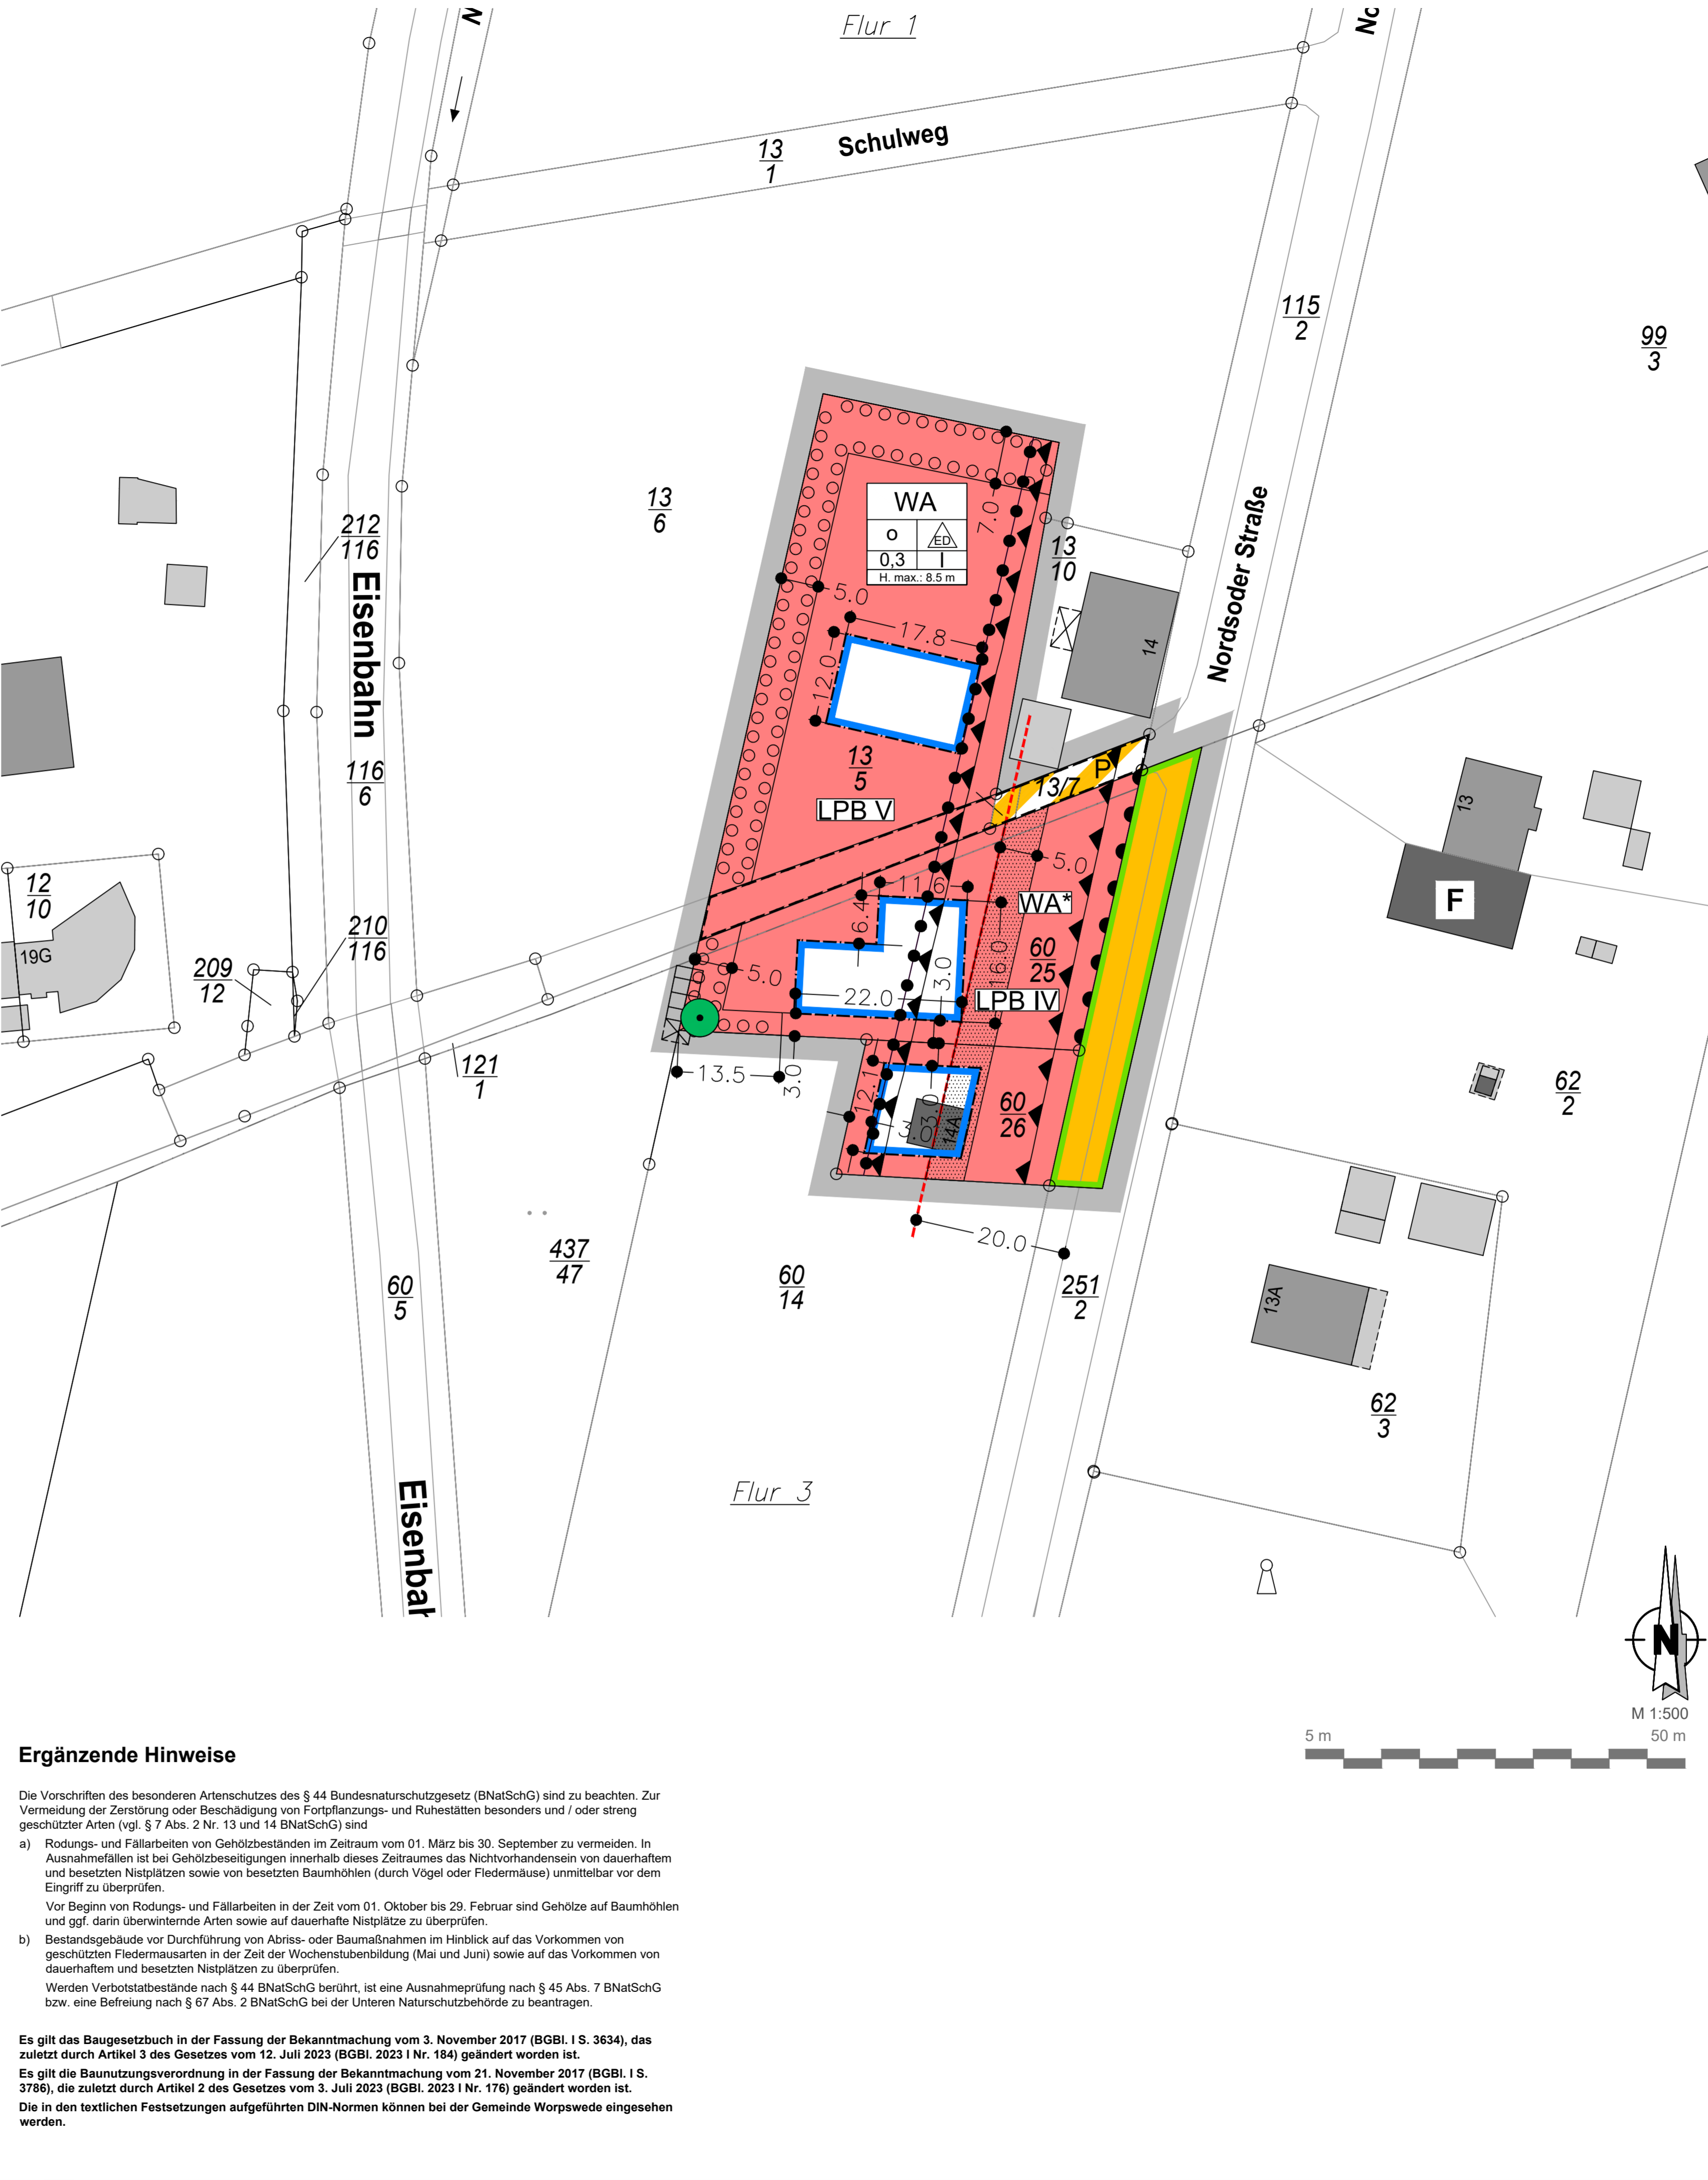 Flur 1
Schulweg
13
1
115
2
99
3
Nordsoder Straße
13
6
WA
o
ED
0,3
I
H. max.: 8.5 m
7.0
13
10
14
212
116
Eisenbahn
5.0
17.8
12.0
116
6
13
5
LPB V
P
13/7
13
F
5.0
11.6
6.4
WA*
12
10
19G
210
116
209
12
60
25
16.0
3.0
5.0
22.0
LPB IV
121
1
13.5
3.0
12.1
3.0
3.0
14A
60
26
62
2
20.0
437
47
60
5
60
14
251
2
13A
62
3
Flur 3
N
M 1:500
5 m
50 m
Ergänzende Hinweise
Die Vorschriften des besonderen Artenschutzes des § 44 Bundesnaturschutzgesetz (BNatSchG) sind zu beachten. Zur
Vermeidung der Zerstörung oder Beschädigung von Fortpflanzungs- und Ruhestätten besonders und / oder streng
geschützter Arten (vgl. § 7 Abs. 2 Nr. 13 und 14 BNatSchG) sind
a) Rodungs- und Fällarbeiten von Gehölzbeständen im Zeitraum vom 01. März bis 30. September zu vermeiden. In
Ausnahmefällen ist bei Gehölzbeseitigungen innerhalb dieses Zeitraumes das Nichtvorhandensein von dauerhaftem
und besetzten Nistplätzen sowie von besetzten Baumhöhlen (durch Vögel oder Fledermäuse) unmittelbar vor dem
Eingriff zu überprüfen.
Vor Beginn von Rodungs- und Fällarbeiten in der Zeit vom 01. Oktober bis 29. Februar sind Gehölze auf Baumhöhlen
und ggf. darin überwinternde Arten sowie auf dauerhafte Nistplätze zu überprüfen.
b) Bestandsgebäude vor Durchführung von Abriss- oder Baumaßnahmen im Hinblick auf das Vorkommen von
geschützten Fledermausarten in der Zeit der Wochenstubenbildung (Mai und Juni) sowie auf das Vorkommen von
dauerhaftem und besetzten Nistplätzen zu überprüfen.
Werden Verbotstatbestände nach § 44 BNatSchG berührt, ist eine Ausnahmeprüfung nach § 45 Abs. 7 BNatSchG
bzw. eine Befreiung nach § 67 Abs. 2 BNatSchG bei der Unteren Naturschutzbehörde zu beantragen.
Es gilt das Baugesetzbuch in der Fassung der Bekanntmachung vom 3. November 2017 (BGBl. I S. 3634), das
zuletzt durch Artikel 3 des Gesetzes vom 12. Juli 2023 (BGBl. 2023 I Nr. 184) geändert worden ist.
Es gilt die Baunutzungsverordnung in der Fassung der Bekanntmachung vom 21. November 2017 (BGBl. I S.
3786), die zuletzt durch Artikel 2 des Gesetzes vom 3. Juli 2023 (BGBl. 2023 I Nr. 176) geändert worden ist.
Die in den textlichen Festsetzungen aufgeführten DIN-Normen können bei der Gemeinde Worpswede eingesehen
werden.